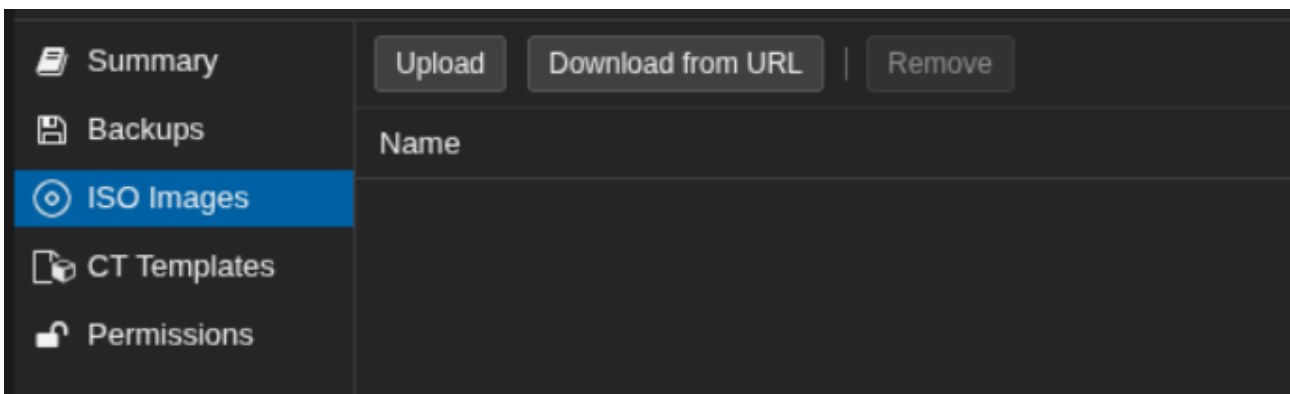 Summary
Backups
ISO Images
CT Templates
Permissions
Upload Download from URL Remove
Name